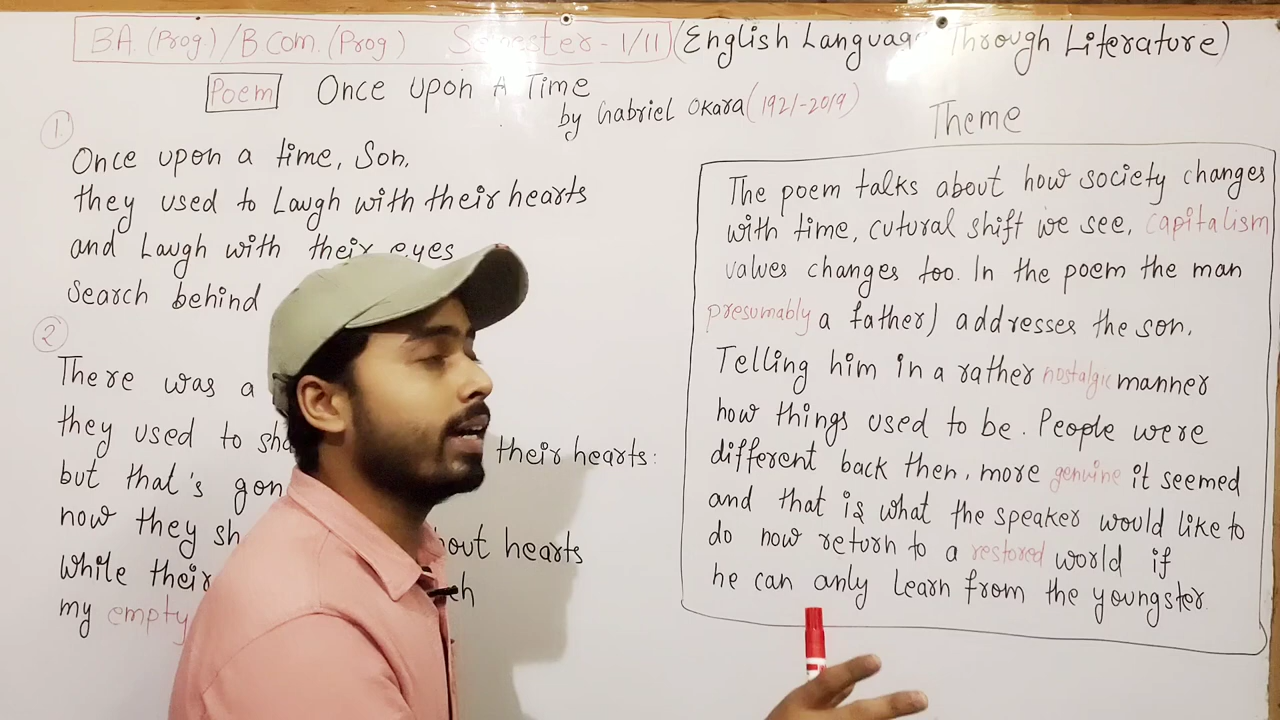 BA. (Prog.) / B Com. (Prog) Semester - I/II (English Language Through Literature)
Poem Once Upon A Time
by Gabriel Okara (1921-2019)
1.
Once upon a time, Son,
they used to Laugh with their hearts
and Laugh with their eyes
Search behind
2
There was a
they used to sha their hearts:
but that's gon
now they sh hout hearts
while their
my empty
Theme
The poem talks about how society changes
with time, cutural shift we see, capitalism
values changes too. In the poem the man
presumably a father) addresses the son.
Telling him in a rather nostalgic manner
how things used to be. People were
different back then, more genuine it seemed
and that is what the speaker would like to
do now return to a restored world if
he can only Learn from the youngster.